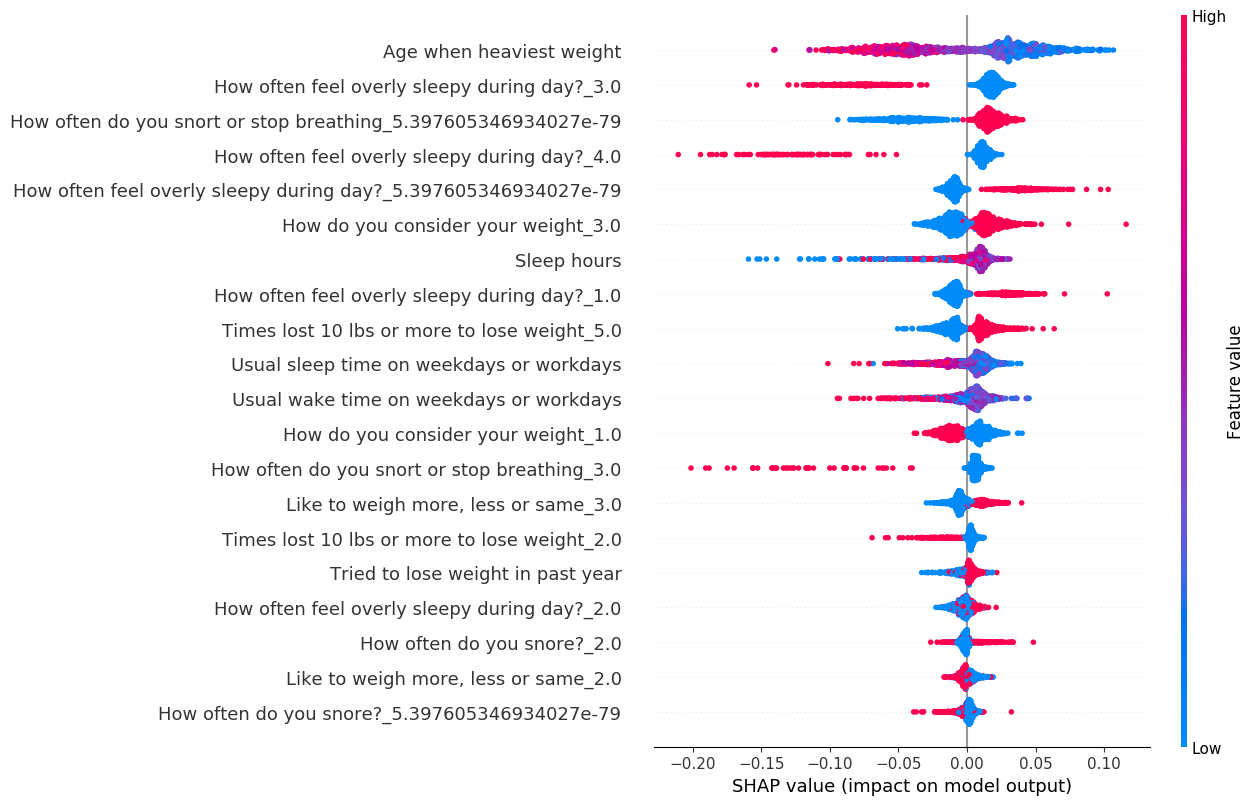 High
Age when heaviest weight
How often feel overly sleepy during day?_3.0
How often do you snort or stop breathing_5.397605346934027e-79
How often feel overly sleepy during day?_4.0
How often feel overly sleepy during day?_5.397605346934027e-79
How do you consider your weight_3.0
Sleep hours
How often feel overly sleepy during day?_1.0
Times lost 10 lbs or more to lose weight_5.0
Usual sleep time on weekdays or workdays
Usual wake time on weekdays or workdays
How do you consider your weight_1.0
How often do you snort or stop breathing_3.0
Like to weigh more, less or same_3.0
Times lost 10 lbs or more to lose weight_2.0
Tried to lose weight in past year
How often feel overly sleepy during day?_2.0
How often do you snore?_2.0
Like to weigh more, less or same_2.0
How often do you snore?_5.397605346934027e-79
Feature value
Low
−0.20 −0.15 −0.10 −0.05 0.00 0.05 0.10
SHAP value (impact on model output)